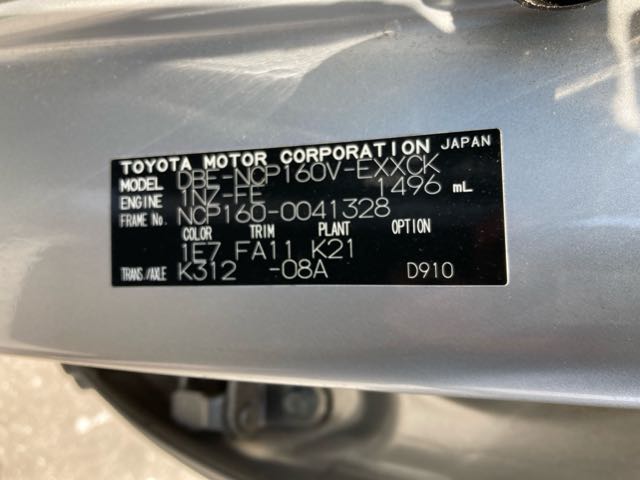 TOYOTA MOTOR CORPORATION JAPAN
MODEL DBE-NCP160V-EXXCK
ENGINE 1NZ-FE 1496 mL
FRAME No. NCP160-0041328
COLOR TRIM PLANT OPTION
1E7 FA11 K21
TRANS./AXLE K312 -08A D910